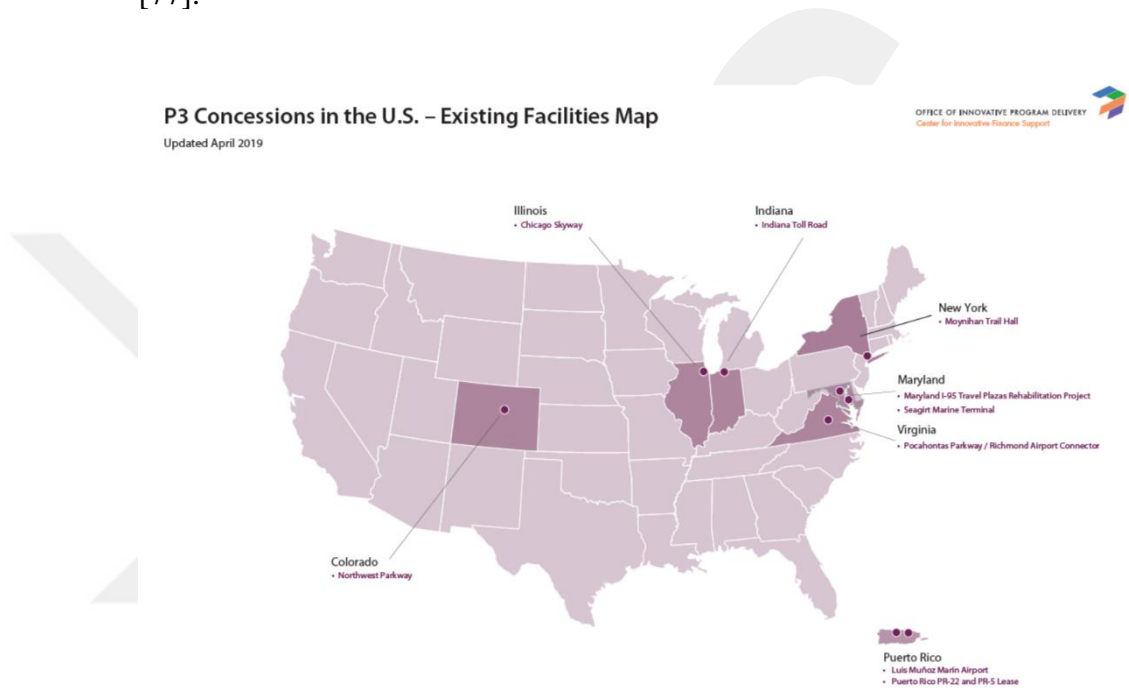 [77].
P3 Concessions in the U.S. – Existing Facilities Map
Updated April 2019
OFFICE OF INNOVATIVE PROGRAM DELIVERY
Center for Innovative Finance Support
Illinois
• Chicago Skyway
Indiana
• Indiana Toll Road
New York
• Moynihan Trail Hall
Maryland
• Maryland I-95 Travel Plazas Rehabilitation Project
• Seagirt Marine Terminal
Virginia
• Pocahontas Parkway / Richmond Airport Connector
Colorado
• Northwest Parkway
Puerto Rico
• Luis Muñoz Marin Airport
• Puerto Rico PR-22 and PR-5 Lease